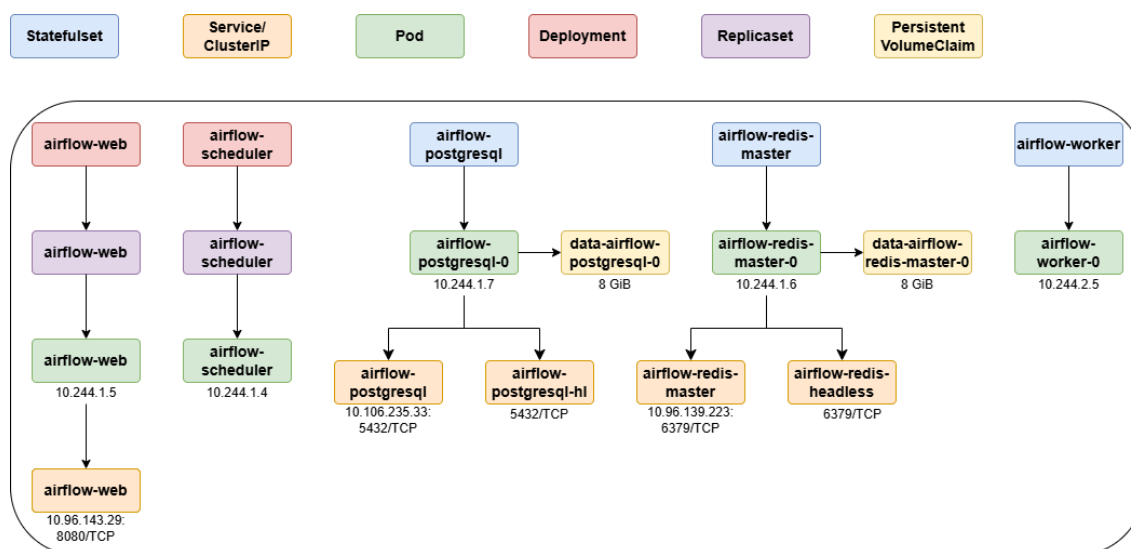 Statefulset
Service/
ClusterIP
Pod
Deployment
Replicaset
Persistent
VolumeClaim
airflow-web
airflow-
scheduler
airflow-
postgresql
airflow-redis-
master
airflow-worker
airflow-web
airflow-
scheduler
airflow-
postgresql-0
data-airflow-
postgresql-0
airflow-redis-
master-0
data-airflow-
redis-master-0
airflow-
worker-0
10.244.1.7
8 GiB
10.244.1.6
8 GiB
10.244.2.5
airflow-web
airflow-
scheduler
10.244.1.5
10.244.1.4
airflow-
postgresql
airflow-
postgresql-hl
airflow-redis-
master
airflow-redis-
headless
10.106.235.33:
5432/TCP
5432/TCP
10.96.139.223:
6379/TCP
6379/TCP
airflow-web
10.96.143.29:
8080/TCP